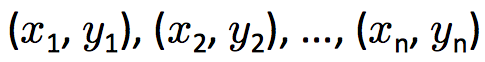 (x₁, y₁), (x₂, y₂), ..., (xₙ, yₙ)